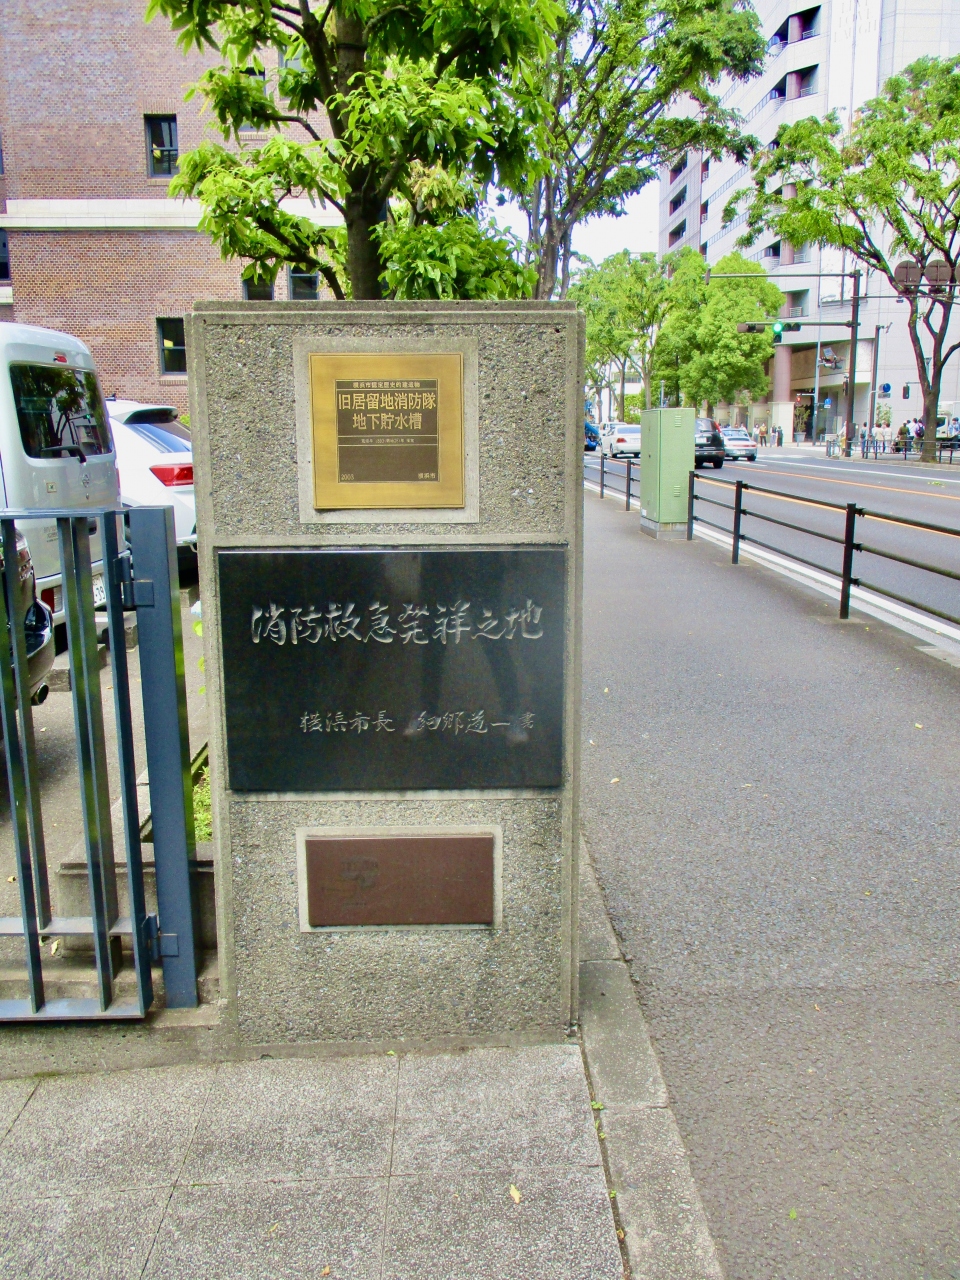 横浜市認定歴史的建造物
旧居留地消防隊
地下貯水槽
2003
横浜市
消防救急発祥之地
横浜市長 細郷道一書